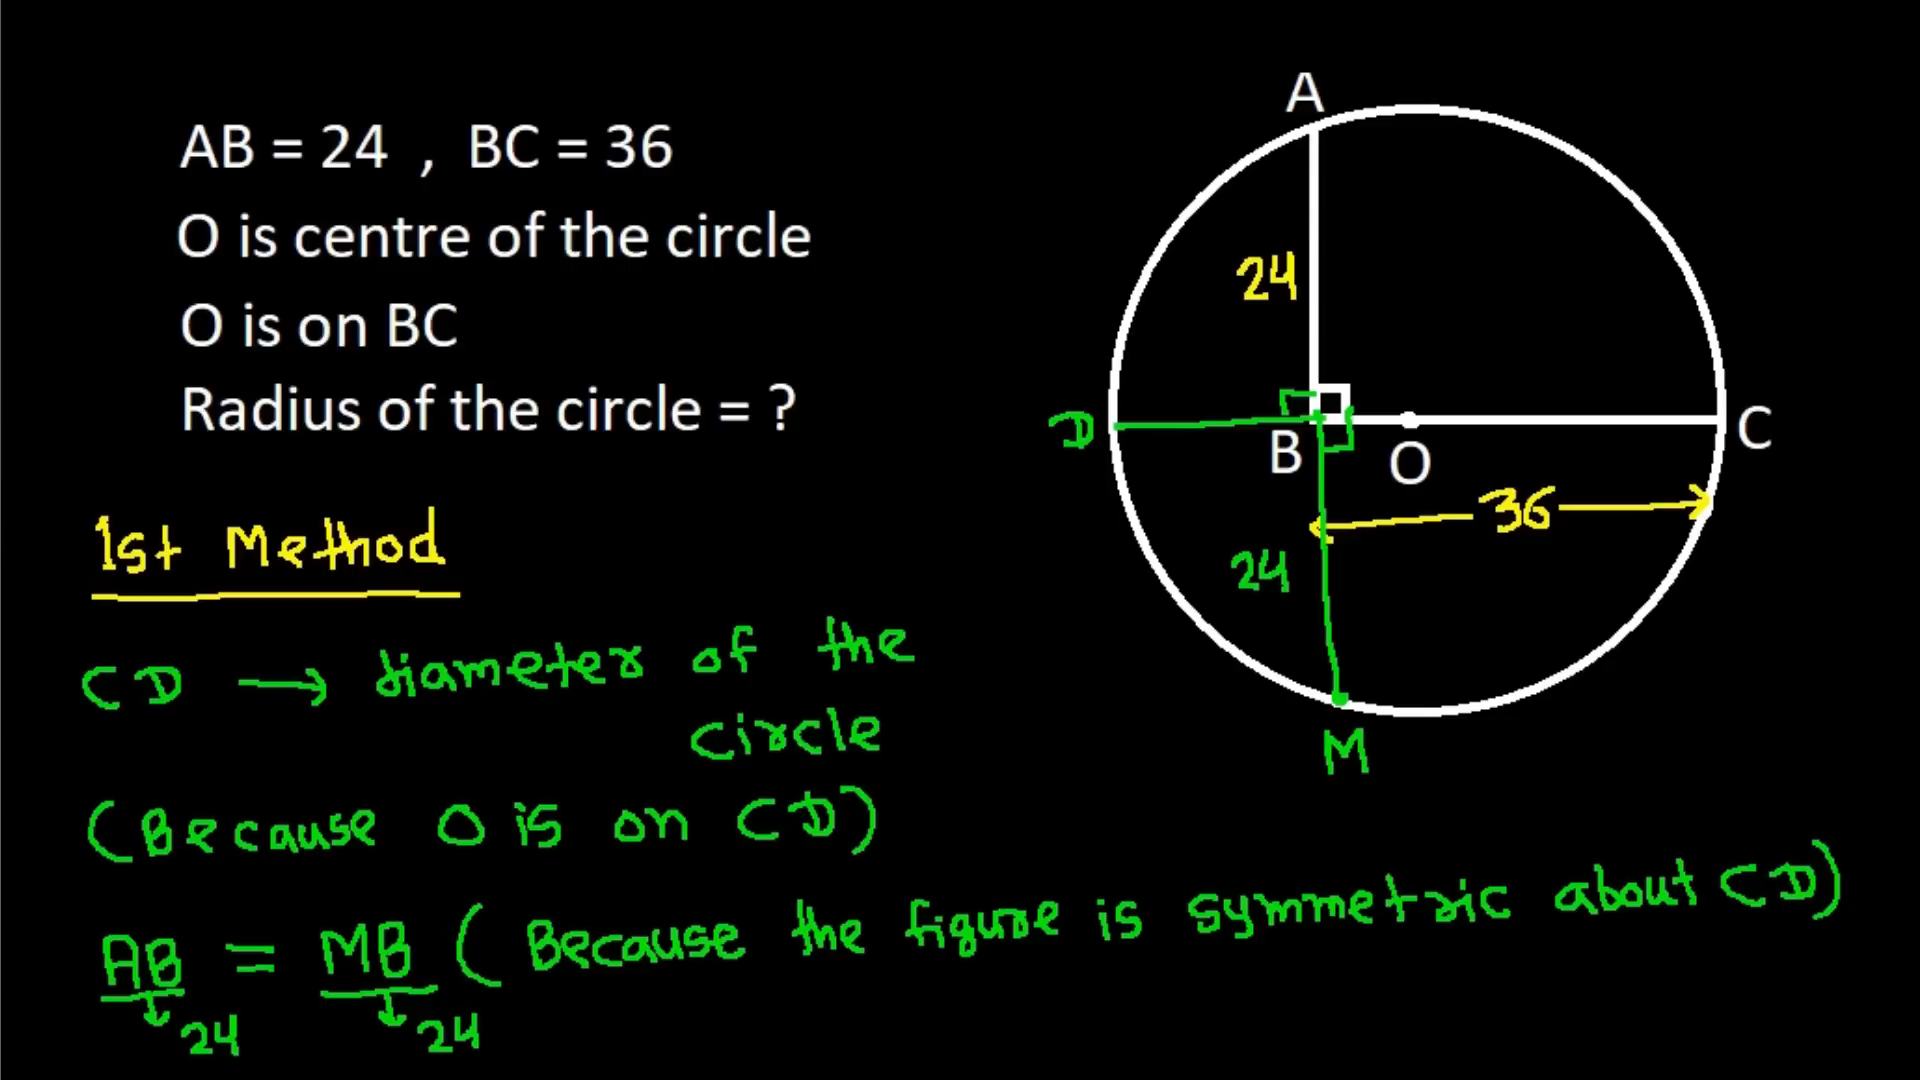 AB = 24 , BC = 36
O is centre of the circle
O is on BC
Radius of the circle = ?
A
24
D
B
O
C
36
24
M
1st Method
CD → diameter of the
circle
(Because O is on CD)
AB = MB (Because the figure is symmetric about CD)
24 24